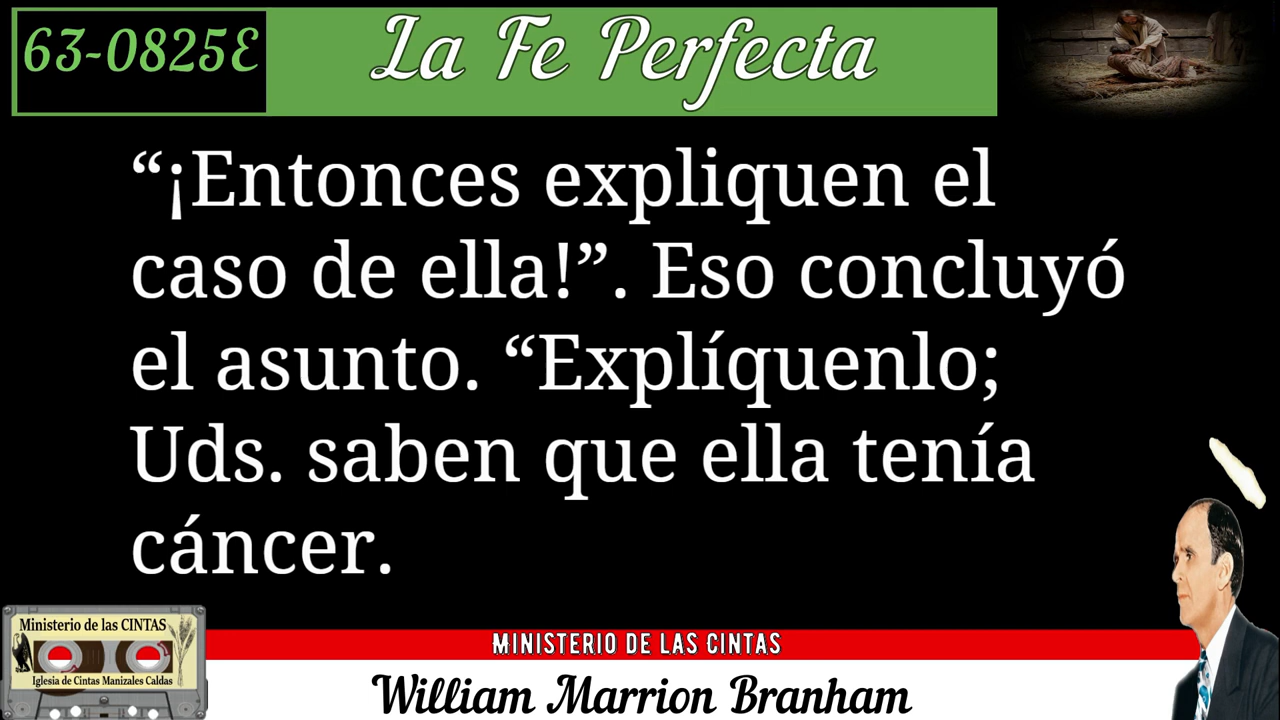 63-0825E
La Fe Perfecta
“¡Entonces expliquen el
caso de ella!”. Eso concluyó
el asunto. “Explíquenlo;
Uds. saben que ella tenía
cáncer.
Ministerio de las CINTAS
Iglesia de Cintas Manizales Caldas
MINISTERIO DE LAS CINTAS
William Marrion Branham